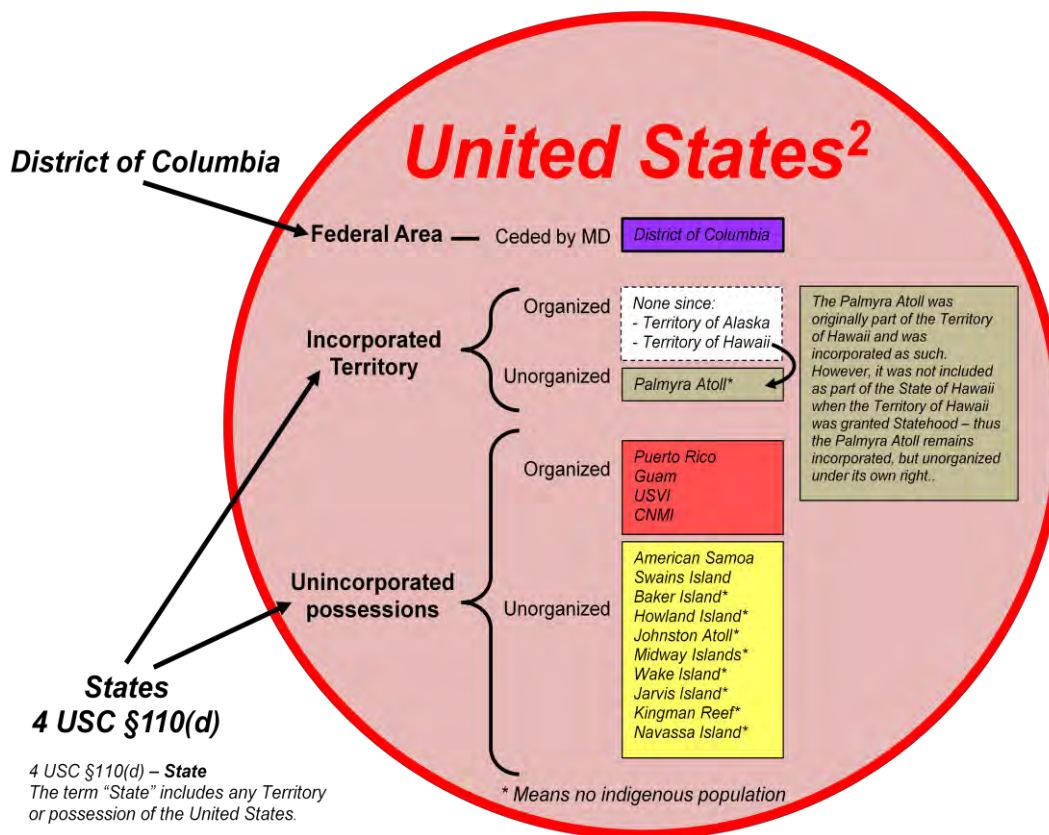 United States²
District of Columbia
Federal Area — Ceded by MD
District of Columbia
Incorporated
Territory
Organized
None since:
- Territory of Alaska
- Territory of Hawaii
Unorganized
Palmyra Atoll*
The Palmyra Atoll was
originally part of the Territory
of Hawaii and was
incorporated as such.
However, it was not included
as part of the State of Hawaii
when the Territory of Hawaii
was granted Statehood – thus
the Palmyra Atoll remains
incorporated, but unorganized
under its own right..
Unincorporated
possessions
Organized
Puerto Rico
Guam
USVI
CNMI
Unorganized
American Samoa
Swains Island
Baker Island*
Howland Island*
Johnston Atoll*
Midway Islands*
Wake Island*
Jarvis Island*
Kingman Reef*
Navassa Island*
States
4 USC §110(d)
4 USC §110(d) – State
The term “State” includes any Territory
or possession of the United States.
* Means no indigenous population